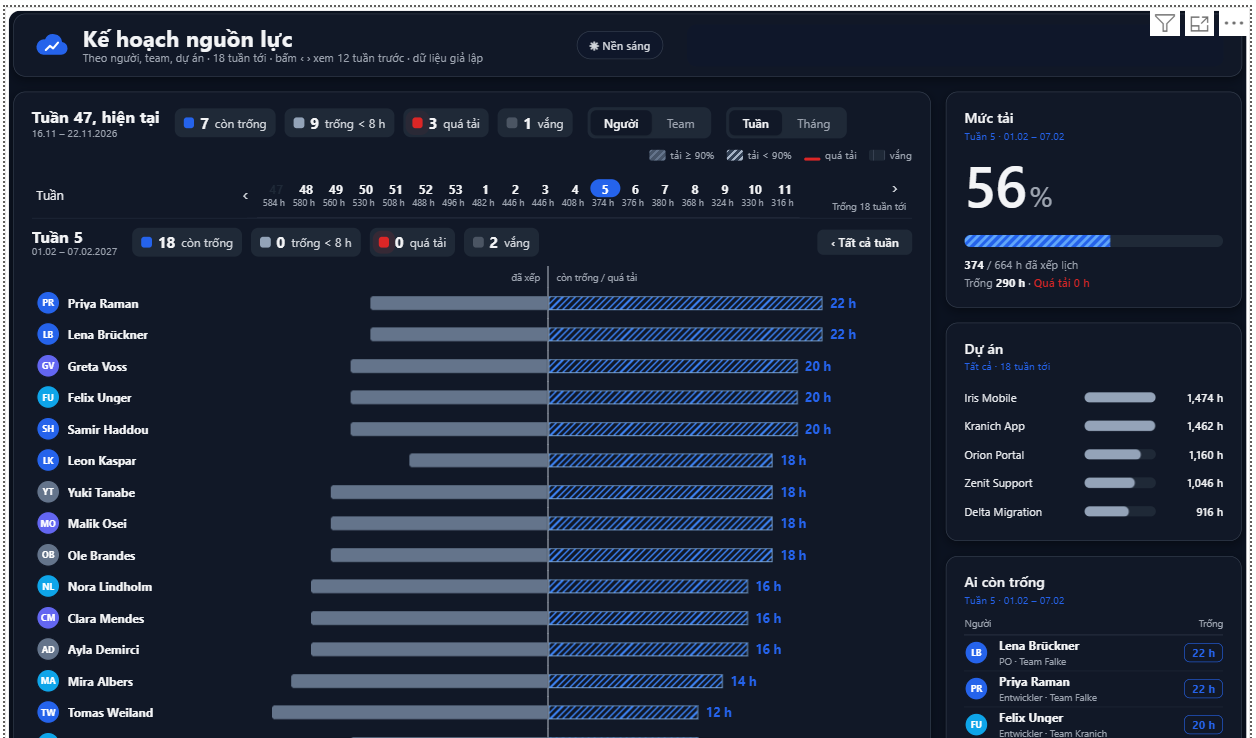 Kế hoạch nguồn lực
Theo người, team, dự án · 18 tuần tới · bấm ‹ › xem 12 tuần trước · dữ liệu giả lập
Nền sáng
Tuần 47, hiện tại
16.11 – 22.11.2026
7 còn trống
9 trống < 8 h
3 quá tải
1 vắng
Người
Team
Tuần
Tháng
tải ≥ 90%
tải < 90%
quá tải
vắng
Tuần
‹
47 48 49 50 51 52 53 1 2 3 4 5 6 7 8 9 10 11
›
584 h 580 h 560 h 530 h 508 h 488 h 496 h 482 h 446 h 446 h 408 h 374 h 376 h 380 h 368 h 324 h 330 h 316 h
Trống 18 tuần tới
Tuần 5
01.02 – 07.02.2027
18 còn trống
0 trống < 8 h
0 quá tải
2 vắng
‹ Tất cả tuần
đã xếp
còn trống / quá tải
PR Priya Raman 22 h
LB Lena Brückner 22 h
GV Greta Voss 20 h
FU Felix Unger 20 h
SH Samir Haddou 20 h
LK Leon Kaspar 18 h
YT Yuki Tanabe 18 h
MO Malik Osei 18 h
OB Ole Brandes 18 h
NL Nora Lindholm 16 h
CM Clara Mendes 16 h
AD Ayla Demirci 16 h
MA Mira Albers 14 h
TW Tomas Weiland 12 h
Mức tải
Tuần 5 · 01.02 – 07.02
56%
374 / 664 h đã xếp lịch
Trống 290 h · Quá tải 0 h
Dự án
Tất cả · 18 tuần tới
Iris Mobile 1,474 h
Kranich App 1,462 h
Orion Portal 1,160 h
Zenit Support 1,046 h
Delta Migration 916 h
Ai còn trống
Tuần 5 · 01.02 – 07.02
Người Trống
LB Lena Brückner 22 h
PO · Team Falke
PR Priya Raman 22 h
Entwickler · Team Falke
FU Felix Unger 20 h
Entwickler · Team Kranich